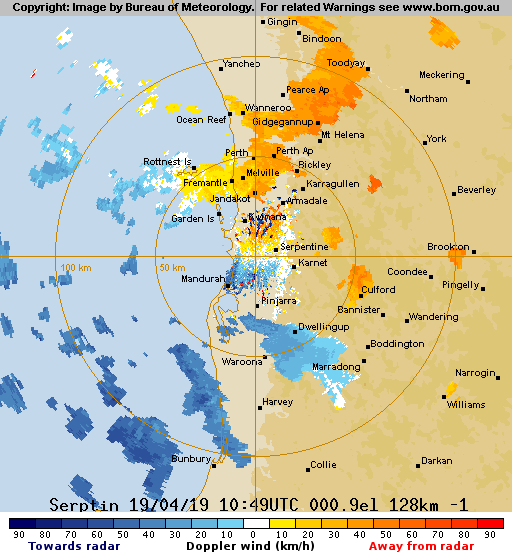 Copyright: Image by Bureau of Meteorology. For related Warnings see www.bom.gov.au
Gingin
Bindoon
Yanchep
Toodyay
Meckering
Pearce Ap
Northam
Wanneroo
Ocean Reef
Gidgegannup
Mt Helena
York
Perth
Perth Ap
Rottnest Is
Bickley
Melville
Fremantle
Karragullen
Beverley
Jandakot
Armadale
Garden Is
Kwinana
Serpentine
Brookton
100 km
50 km
Karnet
Coondee
Mandurah
Culford
Pingelly
Pinjarra
Bannister
Wandering
Dwellingup
Boddington
Waroona
Marradong
Narrogin
Harvey
Williams
Bunbury
Collie
Darkan
Serptin 19/04/19 10:49UTC 000.9el 128km -1
90 80 70 60 50 40 30 20 10 0 10 20 30 40 50 60 70 80 90
Towards radar Doppler wind (km/h) Away from radar